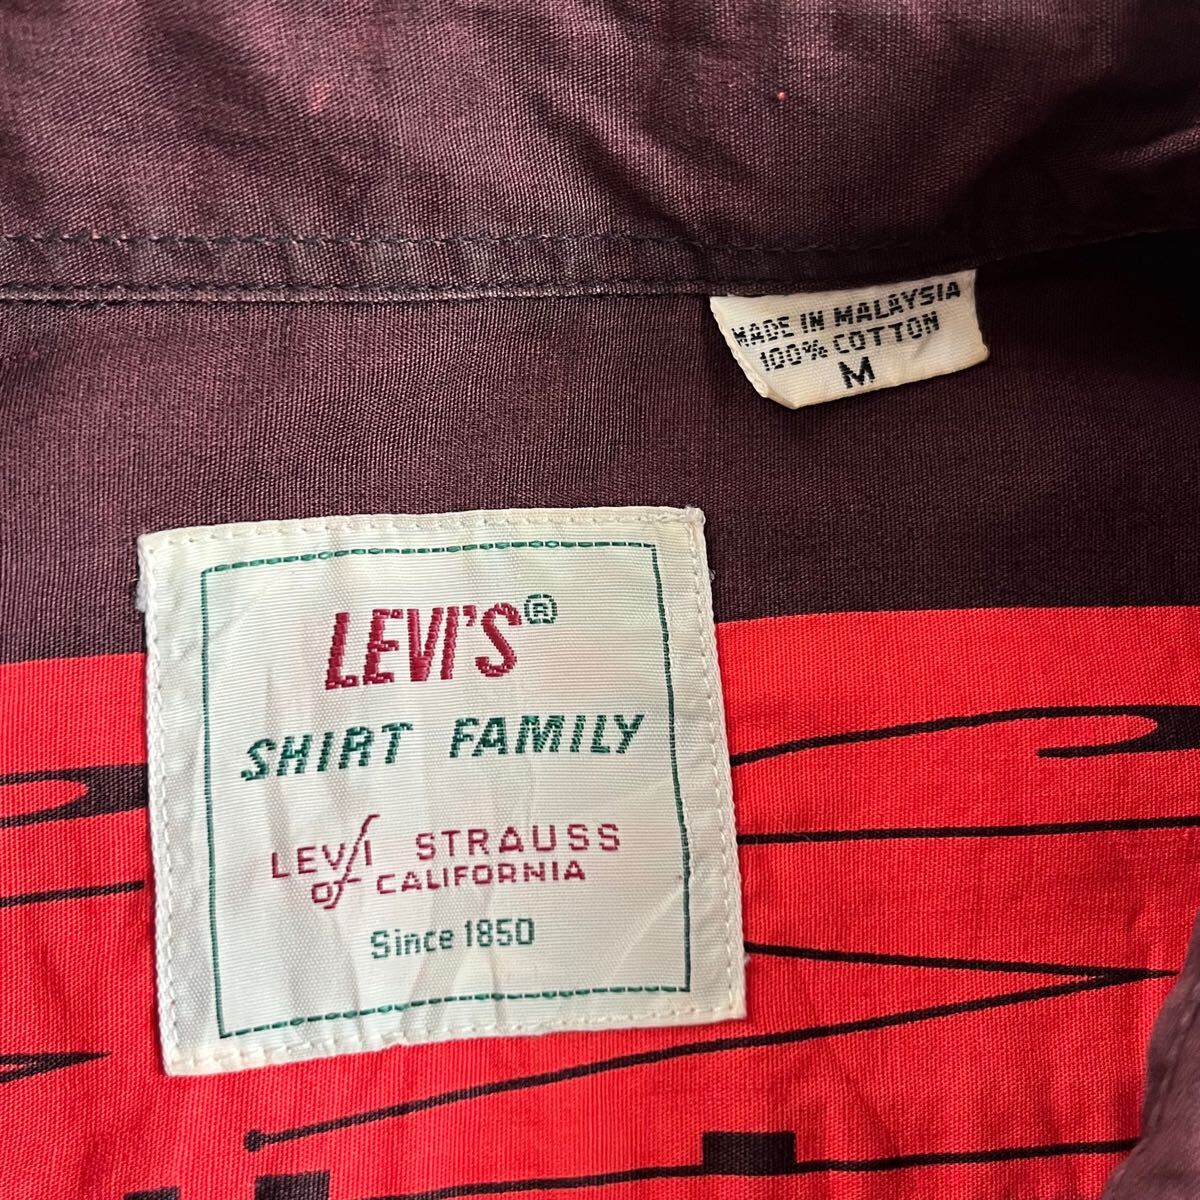 MADE IN MALAYSIA
100% COTTON
M
LEVI'S®
SHIRT FAMILY
LEVI STRAUSS
of CALIFORNIA
Since 1850